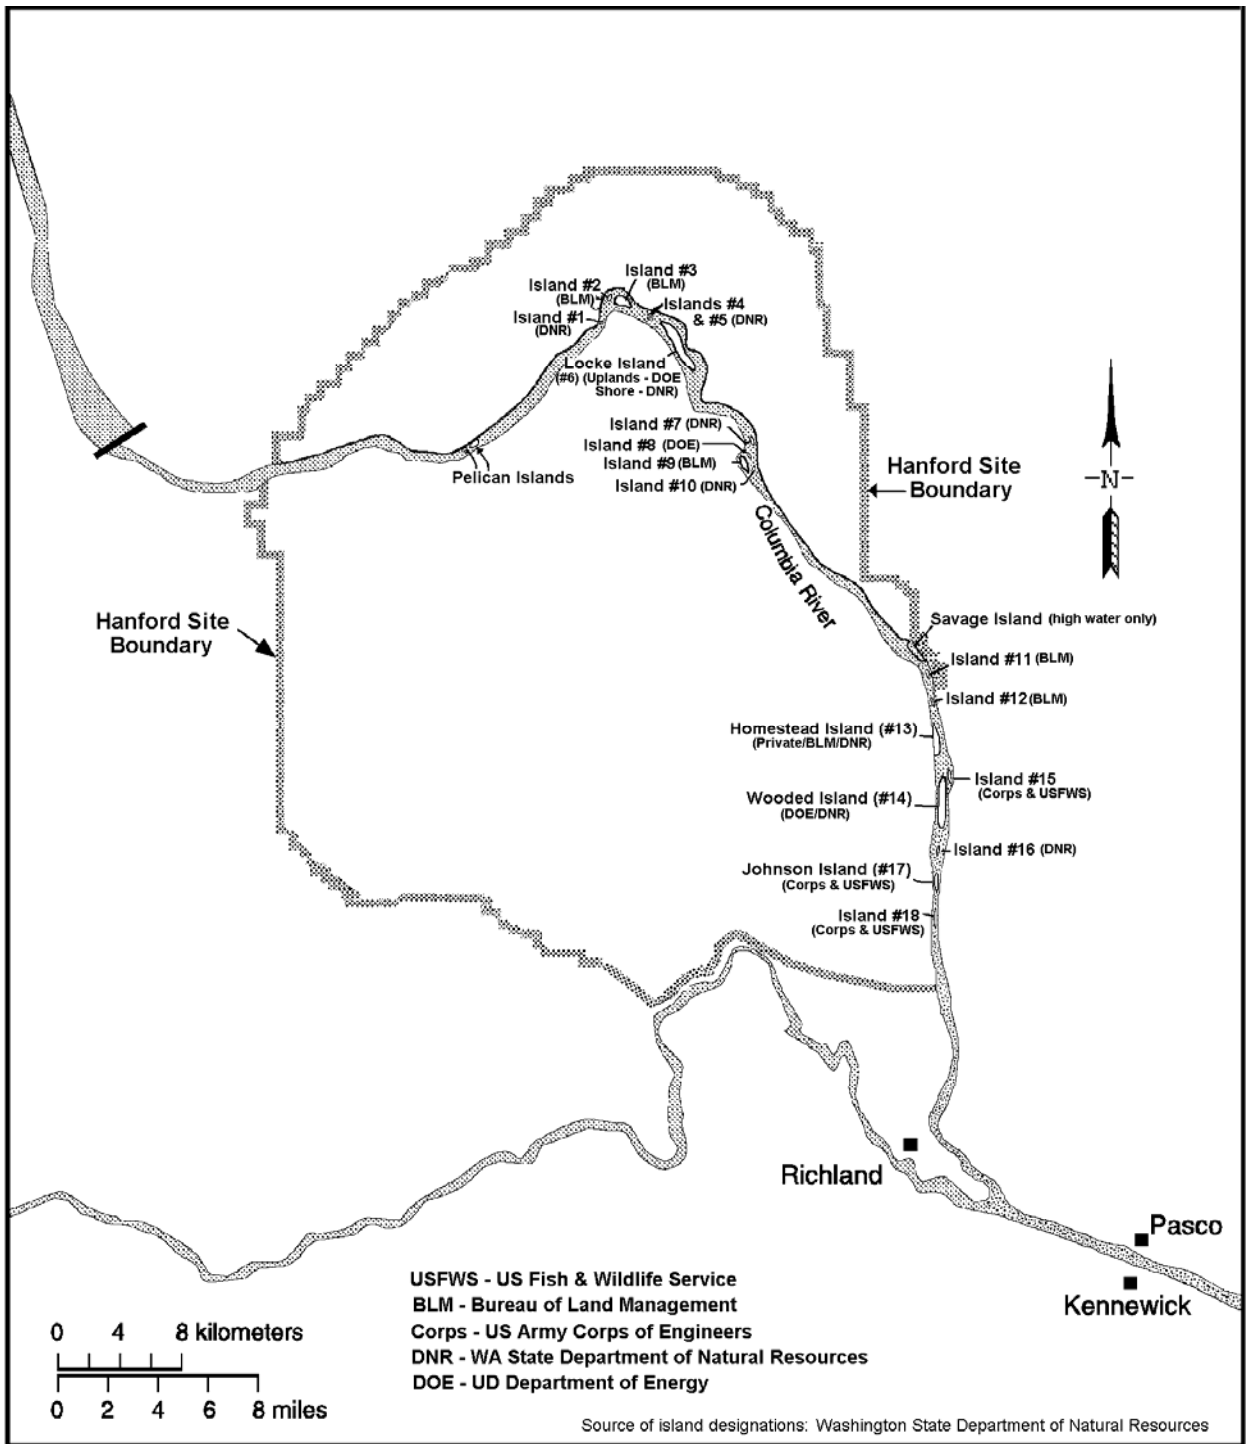 Island #3
(BLM)
Island #2
(BLM)
Islands #4
& #5 (DNR)
Island #1
(DNR)
Locke Island
(#6) (Uplands - DOE
Shore - DNR)
Island #7 (DNR)
Island #8 (DOE)
Island #9 (BLM)
Island #10 (DNR)
Pelican Islands
Hanford Site
Boundary
N
Columbia River
Hanford Site
Boundary
Savage Island (high water only)
Island #11 (BLM)
Island #12 (BLM)
Homestead Island (#13)
(Private/BLM/DNR)
Island #15
(Corps & USFWS)
Wooded Island (#14)
(DOE/DNR)
Island #16 (DNR)
Johnson Island (#17)
(Corps & USFWS)
Island #18
(Corps & USFWS)
Richland
Pasco
Kennewick
USFWS - US Fish & Wildlife Service
BLM - Bureau of Land Management
Corps - US Army Corps of Engineers
DNR - WA State Department of Natural Resources
DOE - UD Department of Energy
0 4 8 kilometers
0 2 4 6 8 miles
Source of island designations: Washington State Department of Natural Resources